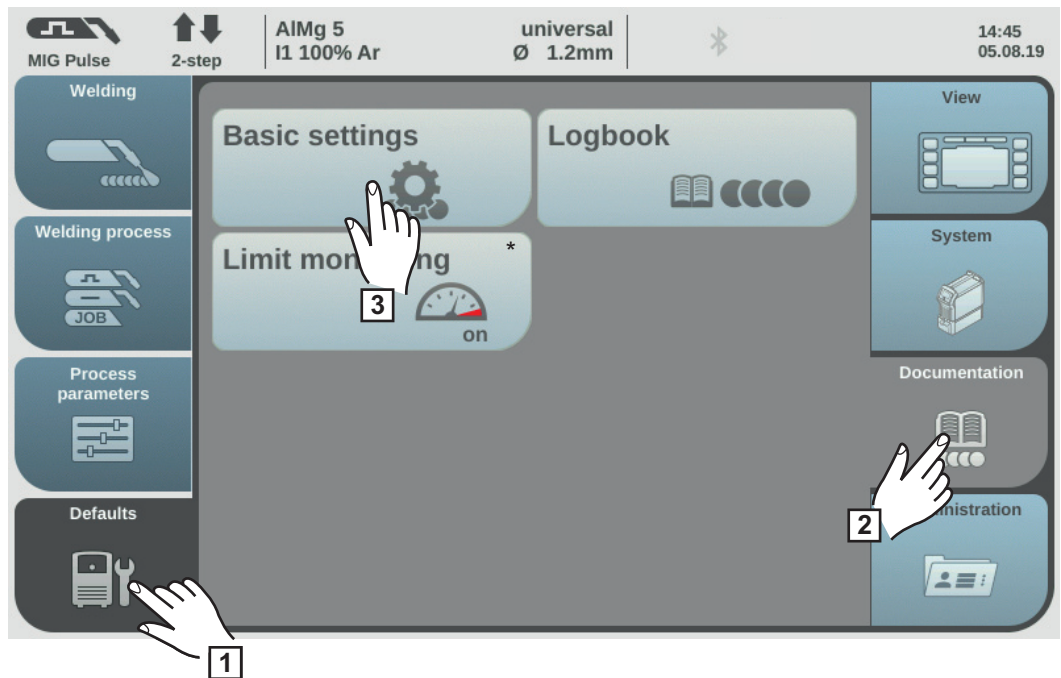 MIG Pulse
2-step
AlMg 5 universal
I1 100% Ar Ø 1.2mm
14:45
05.08.19
Welding
Welding process
JOB
Process
parameters
Defaults
1
Basic settings
3
Logbook
Limit mon ng *
on
View
System
Documentation
2
nistration